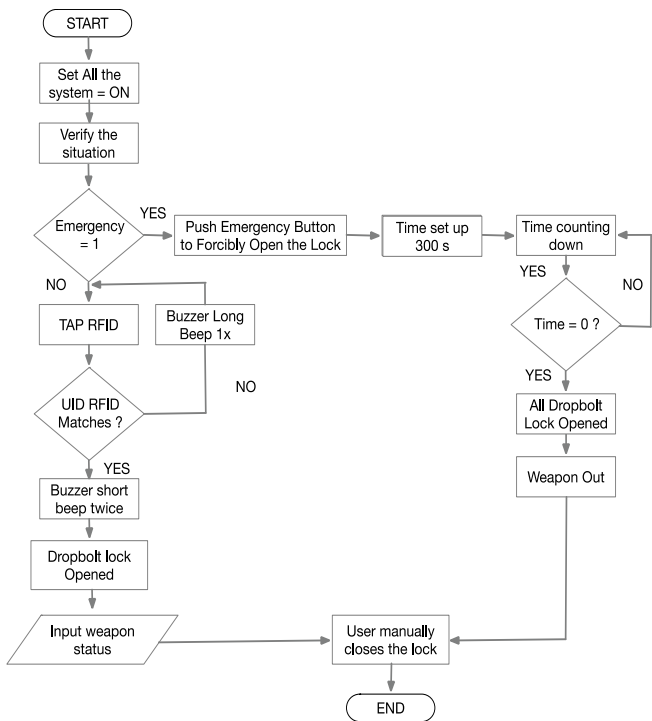 START
Set All the
system = ON
Verify the
situation
Emergency
= 1
YES
Push Emergency Button
to Forcibly Open the Lock
Time set up
300 s
Time counting
down
YES
NO
Time = 0 ?
YES
All Dropbolt
Lock Opened
Weapon Out
NO
TAP RFID
Buzzer Long
Beep 1x
UID RFID
Matches ?
NO
YES
Buzzer short
beep twice
Dropbolt lock
Opened
Input weapon
status
User manually
closes the lock
END